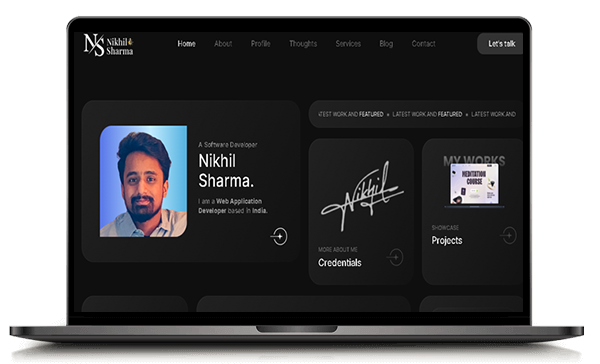 NS Nikhil
Sharma
Home About Profile Thoughts Services Blog Contact
Let's talk
LATEST WORK AND FEATURED LATEST WORK AND FEATURED LATEST WORK AND
A Software Developer
Nikhil
Sharma.
I am a Web Application
Developer based in India.
Nikhil
MORE ABOUT ME
Credentials
MY WORKS
MEDITATION
COURSE
SHOWCASE
Projects